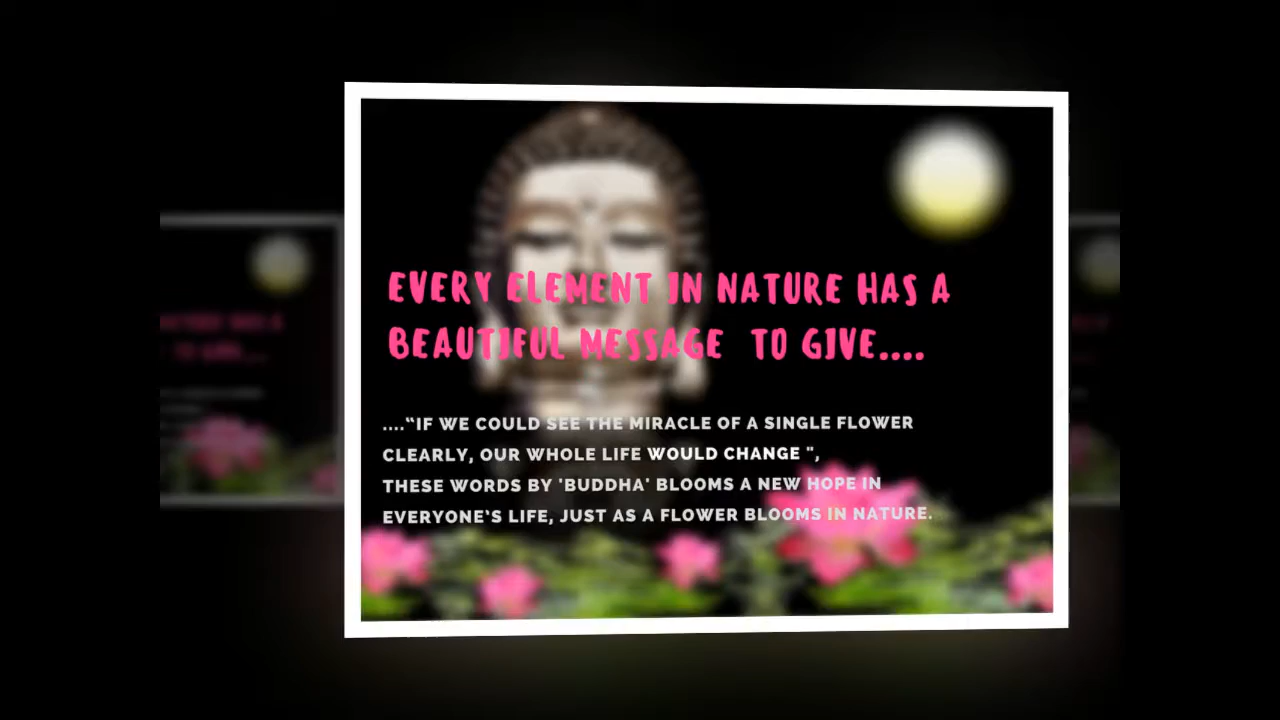 EVERY ELEMENT IN NATURE HAS A
BEAUTIFUL MESSAGE TO GIVE....
....“IF WE COULD SEE THE MIRACLE OF A SINGLE FLOWER
CLEARLY, OUR WHOLE LIFE WOULD CHANGE ",
THESE WORDS BY 'BUDDHA' BLOOMS A NEW HOPE IN
EVERYONE’S LIFE, JUST AS A FLOWER BLOOMS IN NATURE.